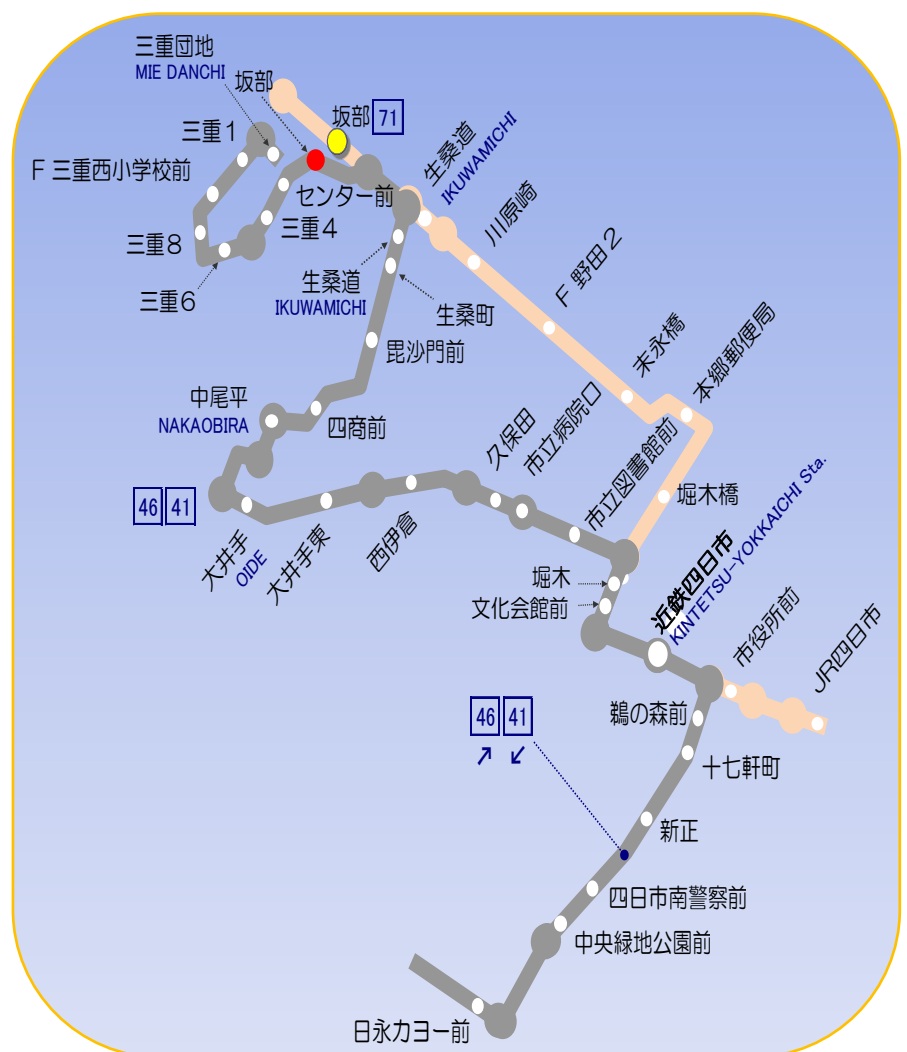 三重団地
MIE DANCHI
坂部
坂部 71
三重1
F 三重西小学校前
センター前
生桑道
IKUWAMICHI
川原崎
三重8
三重4
三重6
F 野田2
生桑道
IKUWAMICHI
生桑町
毘沙門前
末永橋
本郷郵便局
中尾平
NAKAOBIRA
四商前
久保田
市立病院口
市立図書館前
堀木橋
46 41
大井手
OIDE
大井手東
西伊倉
堀木
文化会館前
近鉄四日市
KINTETSU-YOKKAICHI Sta.
市役所前
JR四日市
46 41
↗ ↙
鵜の森前
十七軒町
新正
四日市南警察前
中央緑地公園前
日永カヨー前